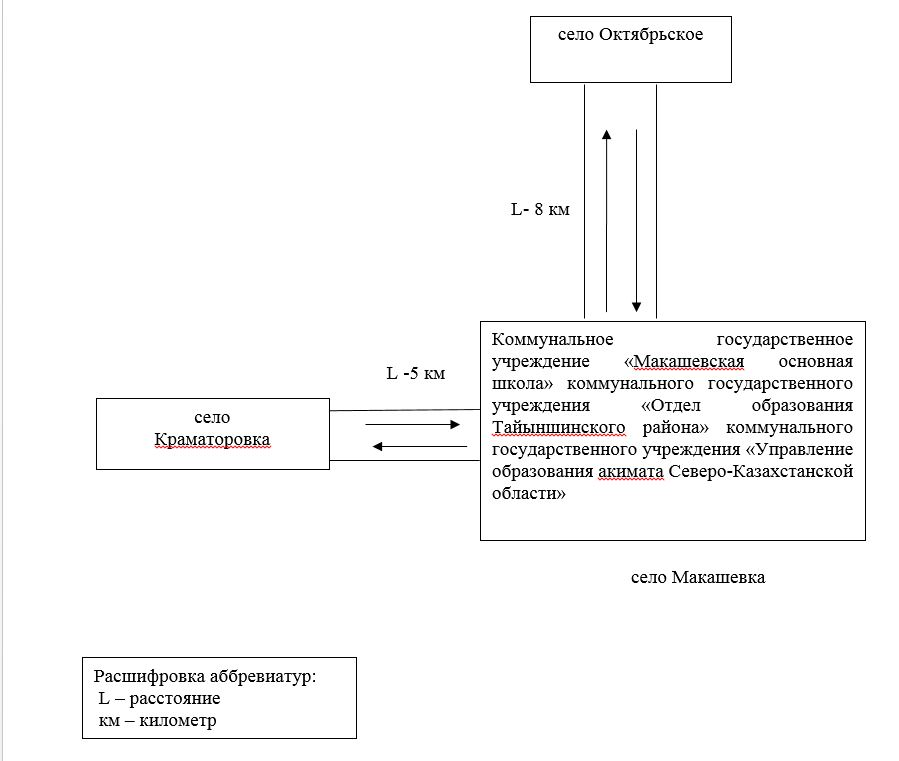 село Октябрьское
L- 8 км
Коммунальное государственное
учреждение «Макашевская основная
школа» коммунального государственного
учреждения «Отдел образования
Тайыншинского района» коммунального
государственного учреждения «Управление
образования акимата Северо-Казахстанской
области»
L -5 км
село
Краматоровка
село Макашевка
Расшифровка аббревиатур:
L – расстояние
км – километр